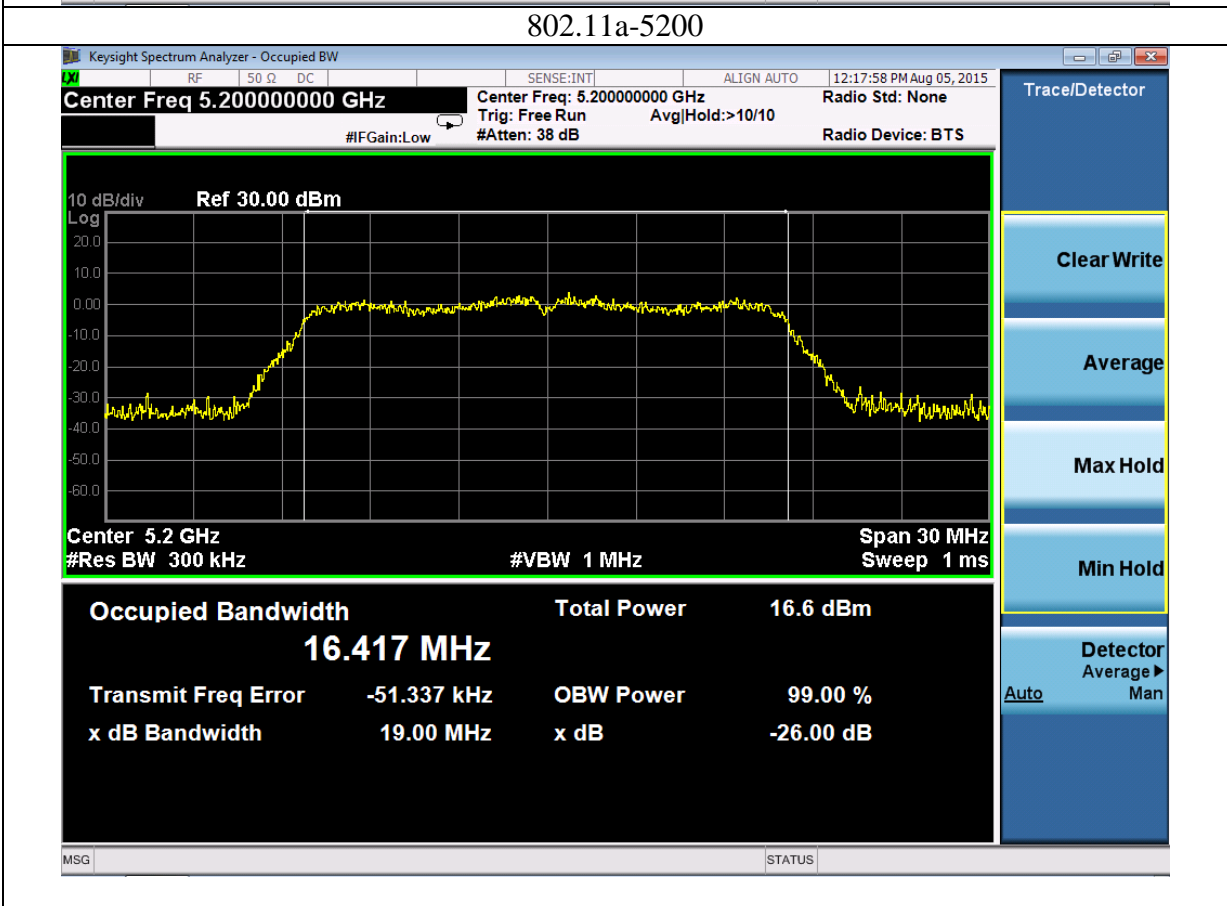 802.11a-5200
Keysight Spectrum Analyzer - Occupied BW
LXI RF 50 Ω DC SENSE:INT ALIGN AUTO 12:17:58 PM Aug 05, 2015
Center Freq 5.200000000 GHz
Center Freq: 5.200000000 GHz
Radio Std: None
Trig: Free Run Avg|Hold:>10/10
#IFGain:Low #Atten: 38 dB Radio Device: BTS
10 dB/div Ref 30.00 dBm
Log
20.0
10.0
0.00
-10.0
-20.0
-30.0
-40.0
-50.0
-60.0
Center 5.2 GHz Span 30 MHz
#Res BW 300 kHz #VBW 1 MHz Sweep 1 ms
Occupied Bandwidth Total Power 16.6 dBm
16.417 MHz
Transmit Freq Error -51.337 kHz OBW Power 99.00 %
x dB Bandwidth 19.00 MHz x dB -26.00 dB
Trace/Detector
Clear Write
Average
Max Hold
Min Hold
Detector
Average▶
Auto Man
MSG STATUS